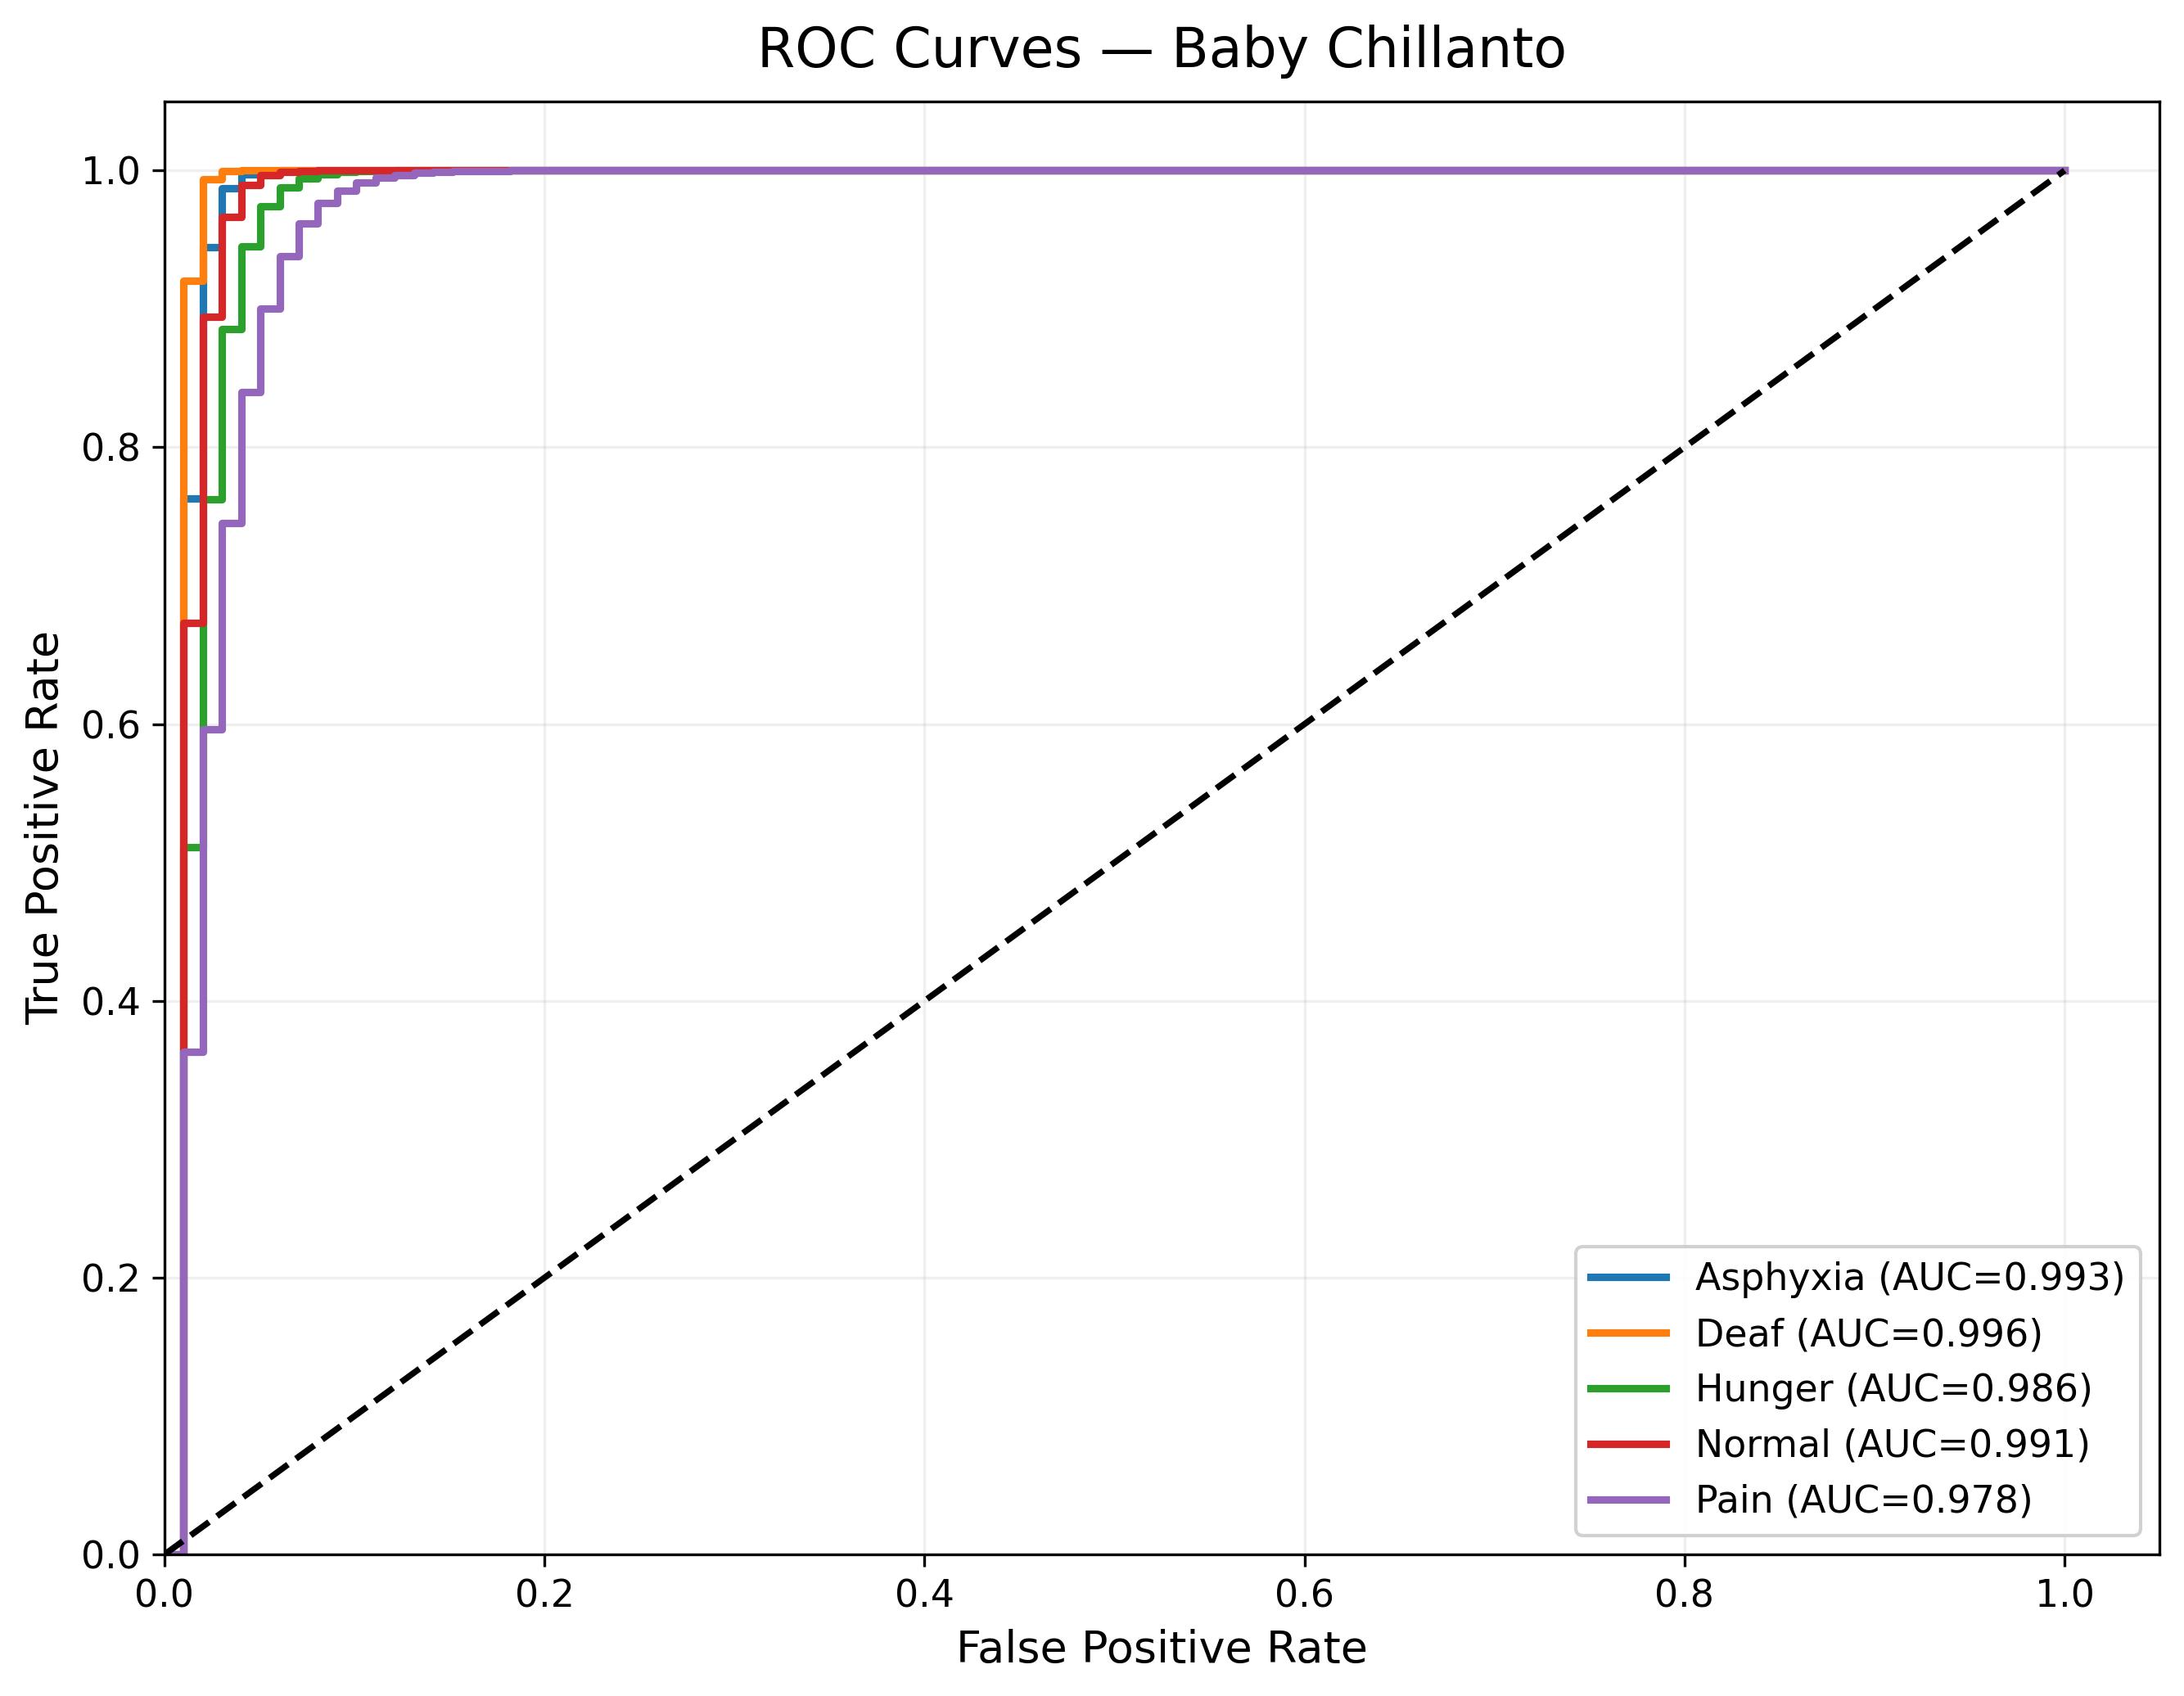 ROC Curves — Baby Chillanto
True Positive Rate
1.0
0.8
0.6
0.4
0.2
0.0
0.0 0.2 0.4 0.6 0.8 1.0
False Positive Rate
Asphyxia (AUC=0.993)
Deaf (AUC=0.996)
Hunger (AUC=0.986)
Normal (AUC=0.991)
Pain (AUC=0.978)